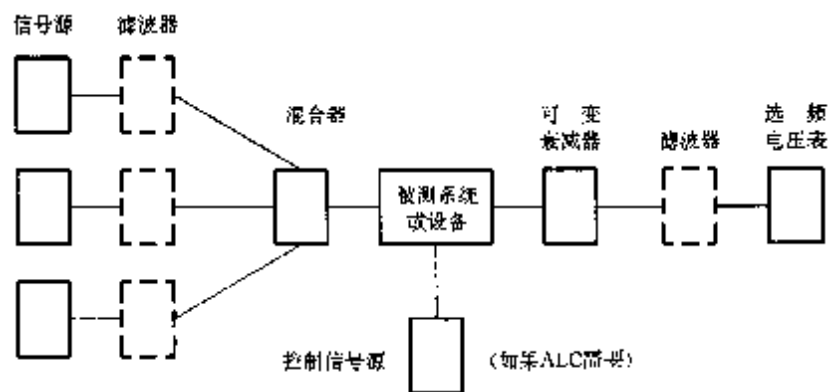 信号源
滤波器
混合器
可变
衰减器
滤波器
选频
电压表
被测系统
或设备
控制信号源
(如果ALC需要)